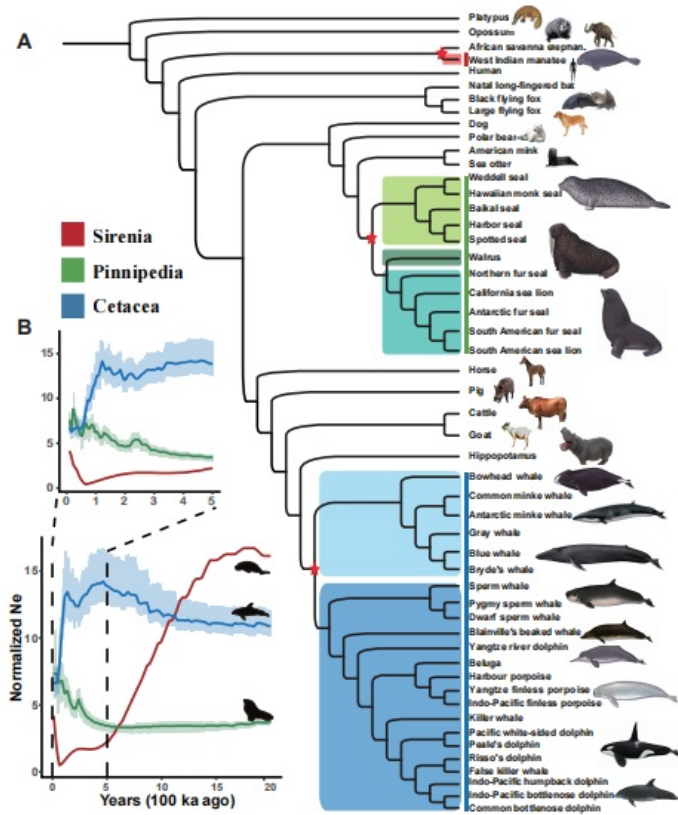 A
Platypus
Opossum
African savanna elephan.
West Indian manatee
Human
Natal long-fingered bat
Black flying fox
Large flying fox
Dog
Polar bear
American mink
Sea otter
Weddell seal
Hawaiian monk seal
Baikal seal
Harbor seal
Spotted seal
Walrus
Northern fur seal
California sea lion
Antarctic fur seal
South American fur seal
South American sea lion
Horse
Pig
Cattle
Goat
Hippopotamus
Bowhead whale
Common minke whale
Antarctic minke whale
Gray whale
Blue whale
Bryde's whale
Sperm whale
Pygmy sperm whale
Dwarf sperm whale
Blainville's beaked whale
Yangtze river dolphin
Beluga
Harbour porpoise
Yangtze finless porpoise
Indo-Pacific finless porpoise
Killer whale
Pacific white-sided dolphin
Peale's dolphin
Risso's dolphin
False killer whale
Indo-Pacific humpback dolphin
Indo-Pacific bottlenose dolphin
Common bottlenose dolphin
Sirenia
Pinnipedia
Cetacea
B
15
10
5
0
0 1 2 3 4 5
Normalized Ne
15
10
5
0
0 5 10 15 20
Years (100 ka ago)